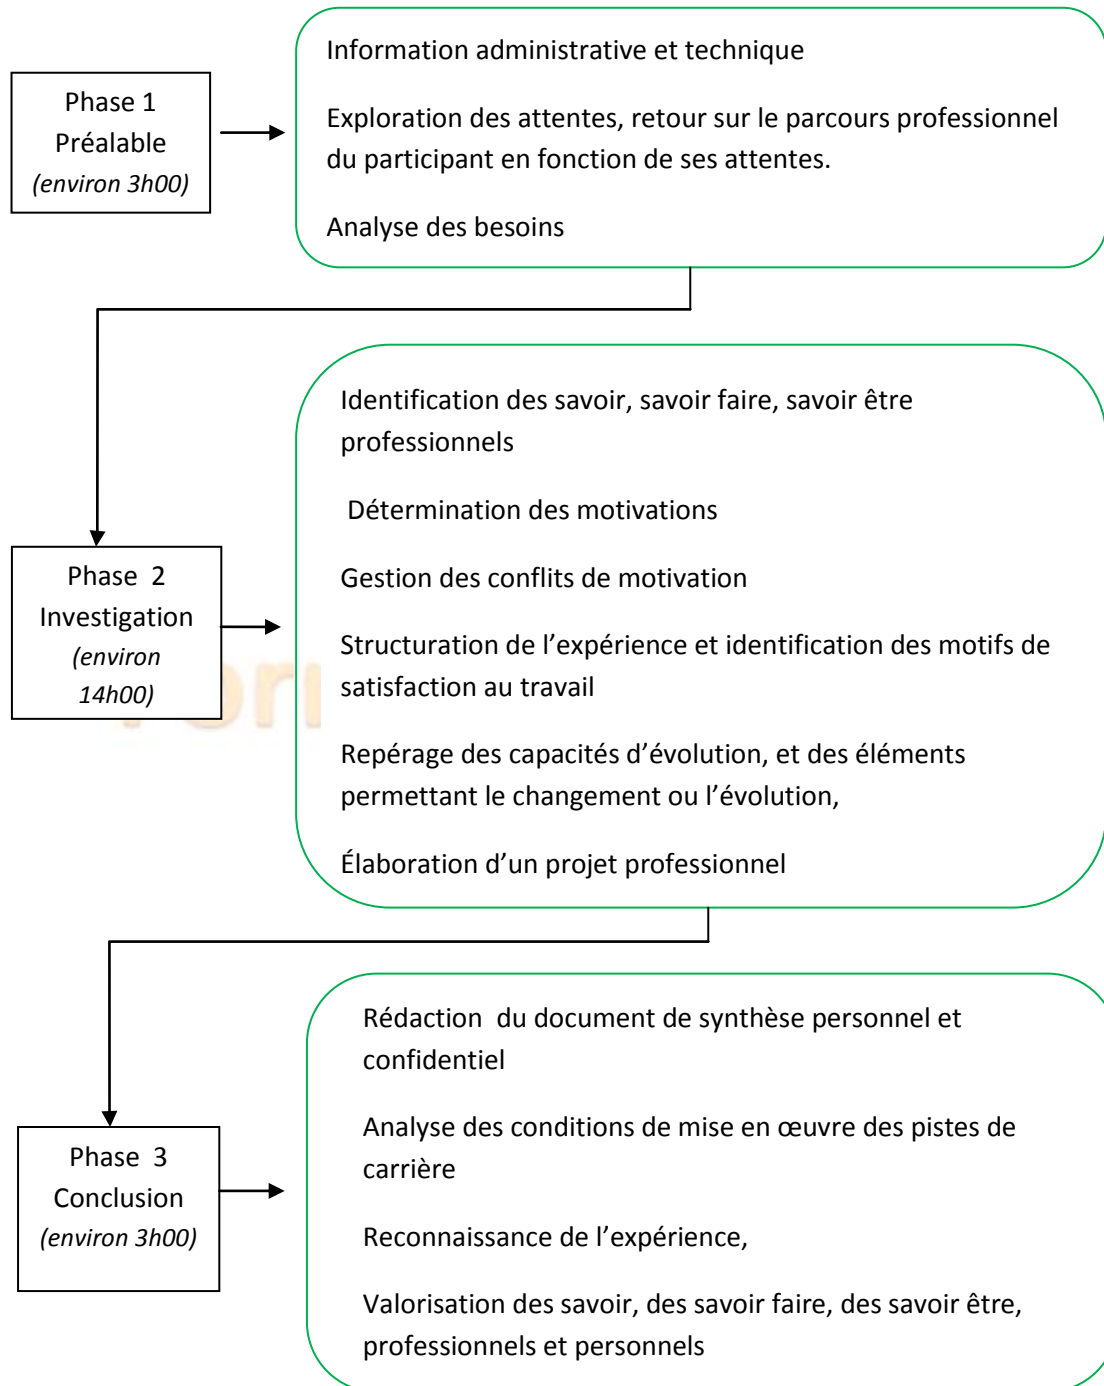 Phase 1
Préalable
(environ 3h00)
Information administrative et technique
Exploration des attentes, retour sur le parcours professionnel
du participant en fonction de ses attentes.
Analyse des besoins
Phase 2
Investigation
(environ
14h00)
Identification des savoir, savoir faire, savoir être
professionnels
Détermination des motivations
Gestion des conflits de motivation
Structuration de l’expérience et identification des motifs de
satisfaction au travail
Repérage des capacités d’évolution, et des éléments
permettant le changement ou l’évolution,
Élaboration d’un projet professionnel
Phase 3
Conclusion
(environ 3h00)
Rédaction du document de synthèse personnel et
confidentiel
Analyse des conditions de mise en œuvre des pistes de
carrière
Reconnaissance de l’expérience,
Valorisation des savoir, des savoir faire, des savoir être,
professionnels et personnels